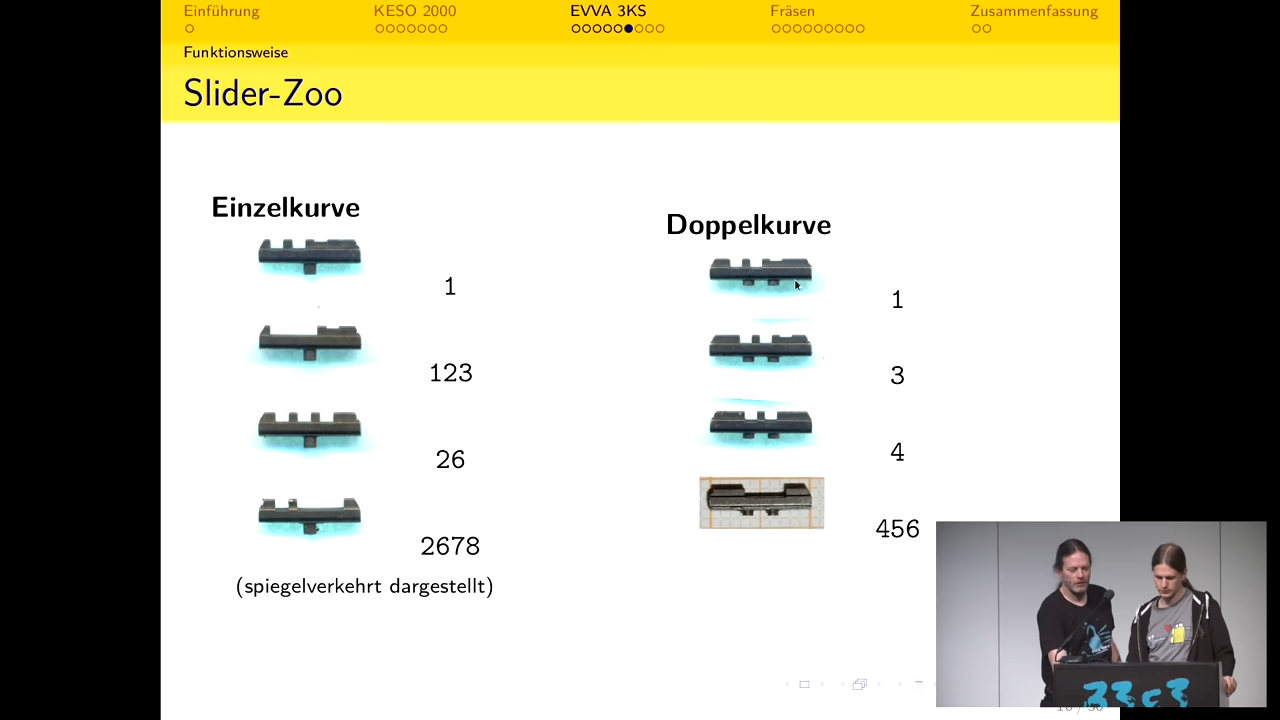 Einführung KESO 2000 EVVA 3KS Fräsen Zusammenfassung
Funktionsweise
Slider-Zoo
Einzelkurve
1
123
26
2678
(spiegelverkehrt dargestellt)
Doppelkurve
1
3
4
456
33c3